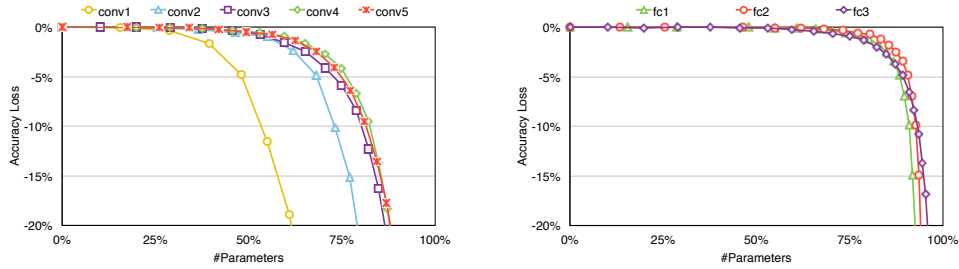 conv1 conv2 conv3 conv4 conv5
0%
-5%
-10%
-15%
-20%
Accuracy Loss
0% 25% 50% 75% 100%
#Parameters
fc1 fc2 fc3
0%
-5%
-10%
-15%
-20%
Accuracy Loss
0% 25% 50% 75% 100%
#Parameters